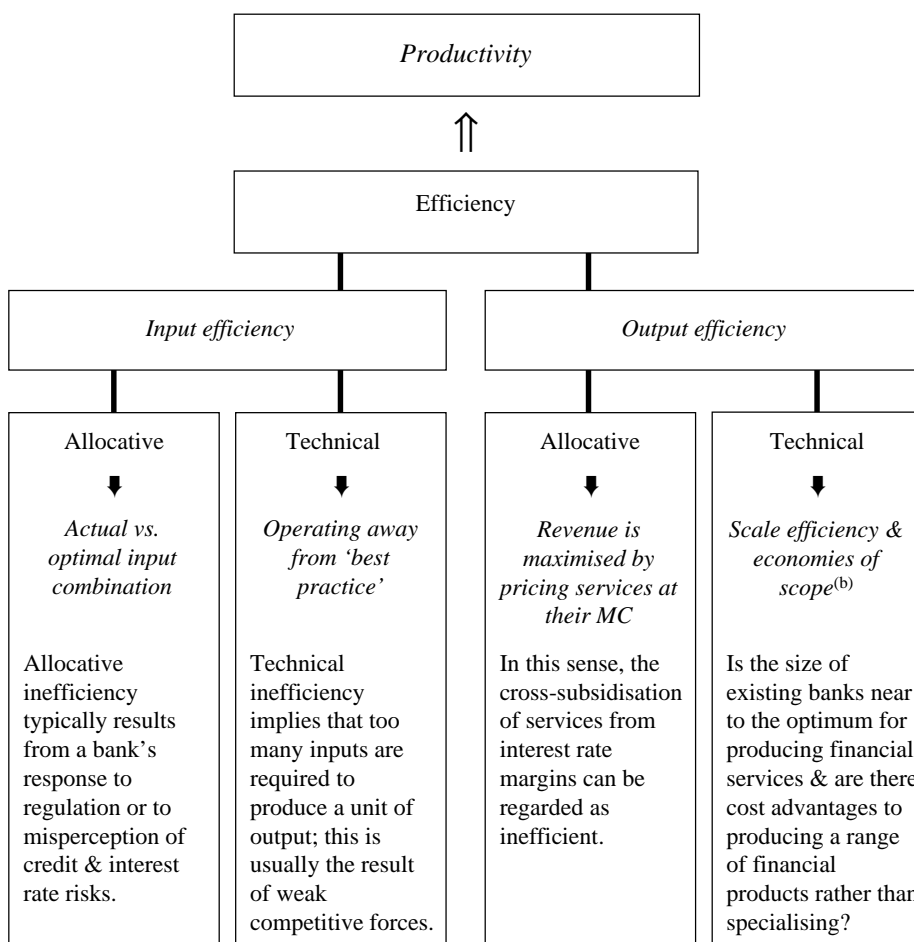 Productivity
⇑
Efficiency
Input efficiency
Output efficiency
Allocative
Actual vs.
optimal input
combination
Allocative
inefficiency
typically results
from a bank's
response to
regulation or to
misperception of
credit & interest
rate risks.
Technical
Operating away
from 'best
practice'
Technical
inefficiency
implies that too
many inputs are
required to
produce a unit of
output; this is
usually the result
of weak
competitive forces.
Allocative
Revenue is
maximised by
pricing services at
their MC
In this sense, the
cross-subsidisation
of services from
interest rate
margins can be
regarded as
inefficient.
Technical
Scale efficiency &
economies of
scope(b)
Is the size of
existing banks near
to the optimum for
producing financial
services & are there
cost advantages to
producing a range
of financial
products rather than
specialising?